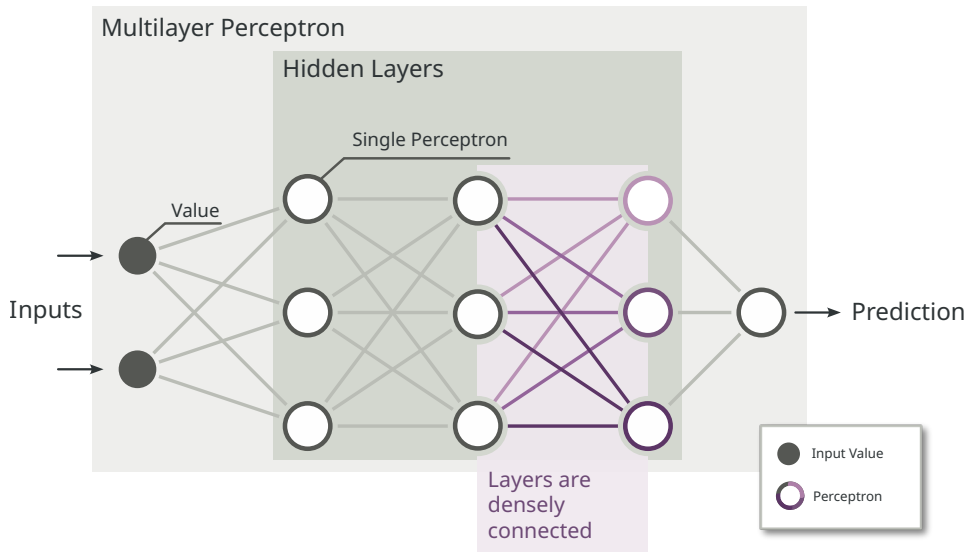 Multilayer Perceptron
Hidden Layers
Single Perceptron
Value
Inputs
Prediction
Input Value
Perceptron
Layers are
densely
connected